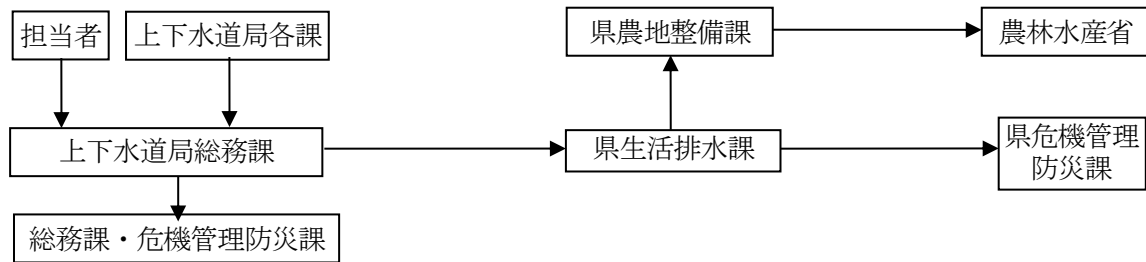 担当者
上下水道局各課
県農地整備課
農林水産省
上下水道局総務課
県生活排水課
県危機管理
防災課
総務課・危機管理防災課